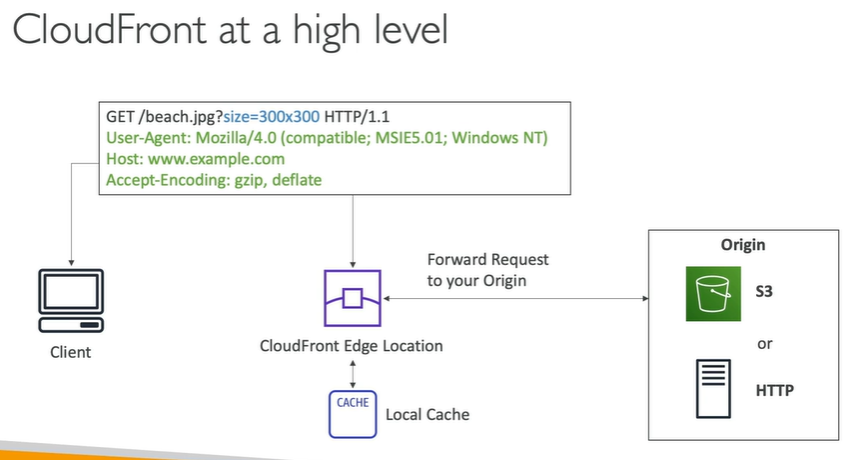 CloudFront at a high level
GET /beach.jpg?size=300x300 HTTP/1.1
User-Agent: Mozilla/4.0 (compatible; MSIE5.01; Windows NT)
Host: www.example.com
Accept-Encoding: gzip, deflate
Client
CloudFront Edge Location
CACHE
Local Cache
Forward Request
to your Origin
Origin
S3
or
HTTP